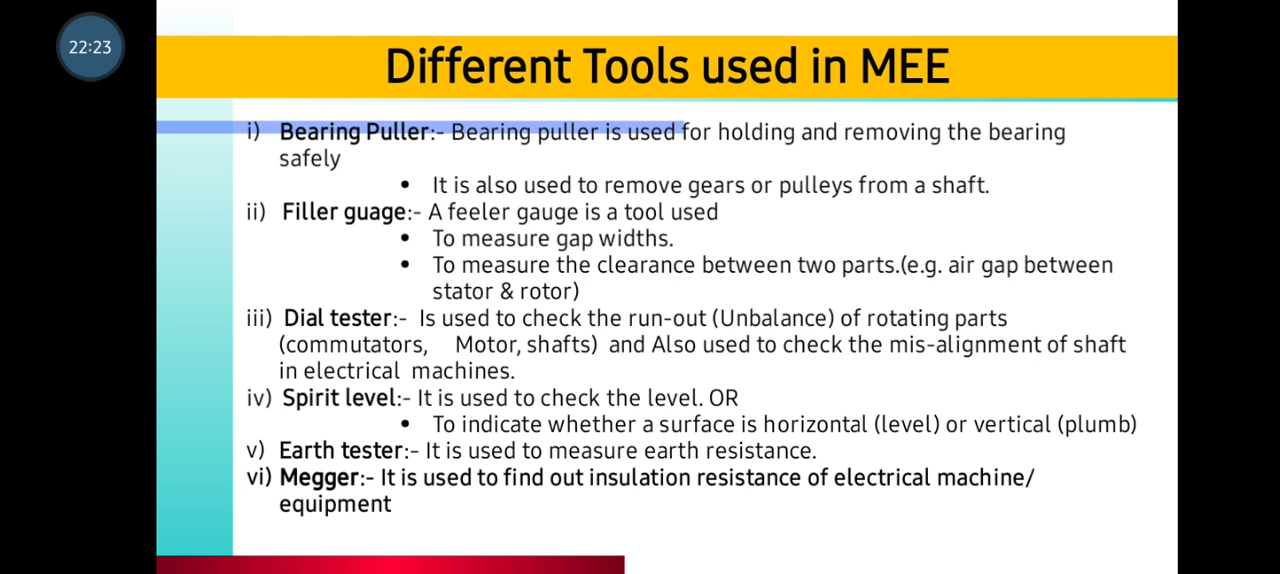 22:23
Different Tools used in MEE
i) Bearing Puller:- Bearing puller is used for holding and removing the bearing
safely
• It is also used to remove gears or pulleys from a shaft.
ii) Filler guage:- A feeler gauge is a tool used
• To measure gap widths.
• To measure the clearance between two parts.(e.g. air gap between
stator & rotor)
iii) Dial tester:- Is used to check the run-out (Unbalance) of rotating parts
(commutators, Motor, shafts) and Also used to check the mis-alignment of shaft
in electrical machines.
iv) Spirit level:- It is used to check the level. OR
• To indicate whether a surface is horizontal (level) or vertical (plumb)
v) Earth tester:- It is used to measure earth resistance.
vi) Megger:- It is used to find out insulation resistance of electrical machine/
equipment